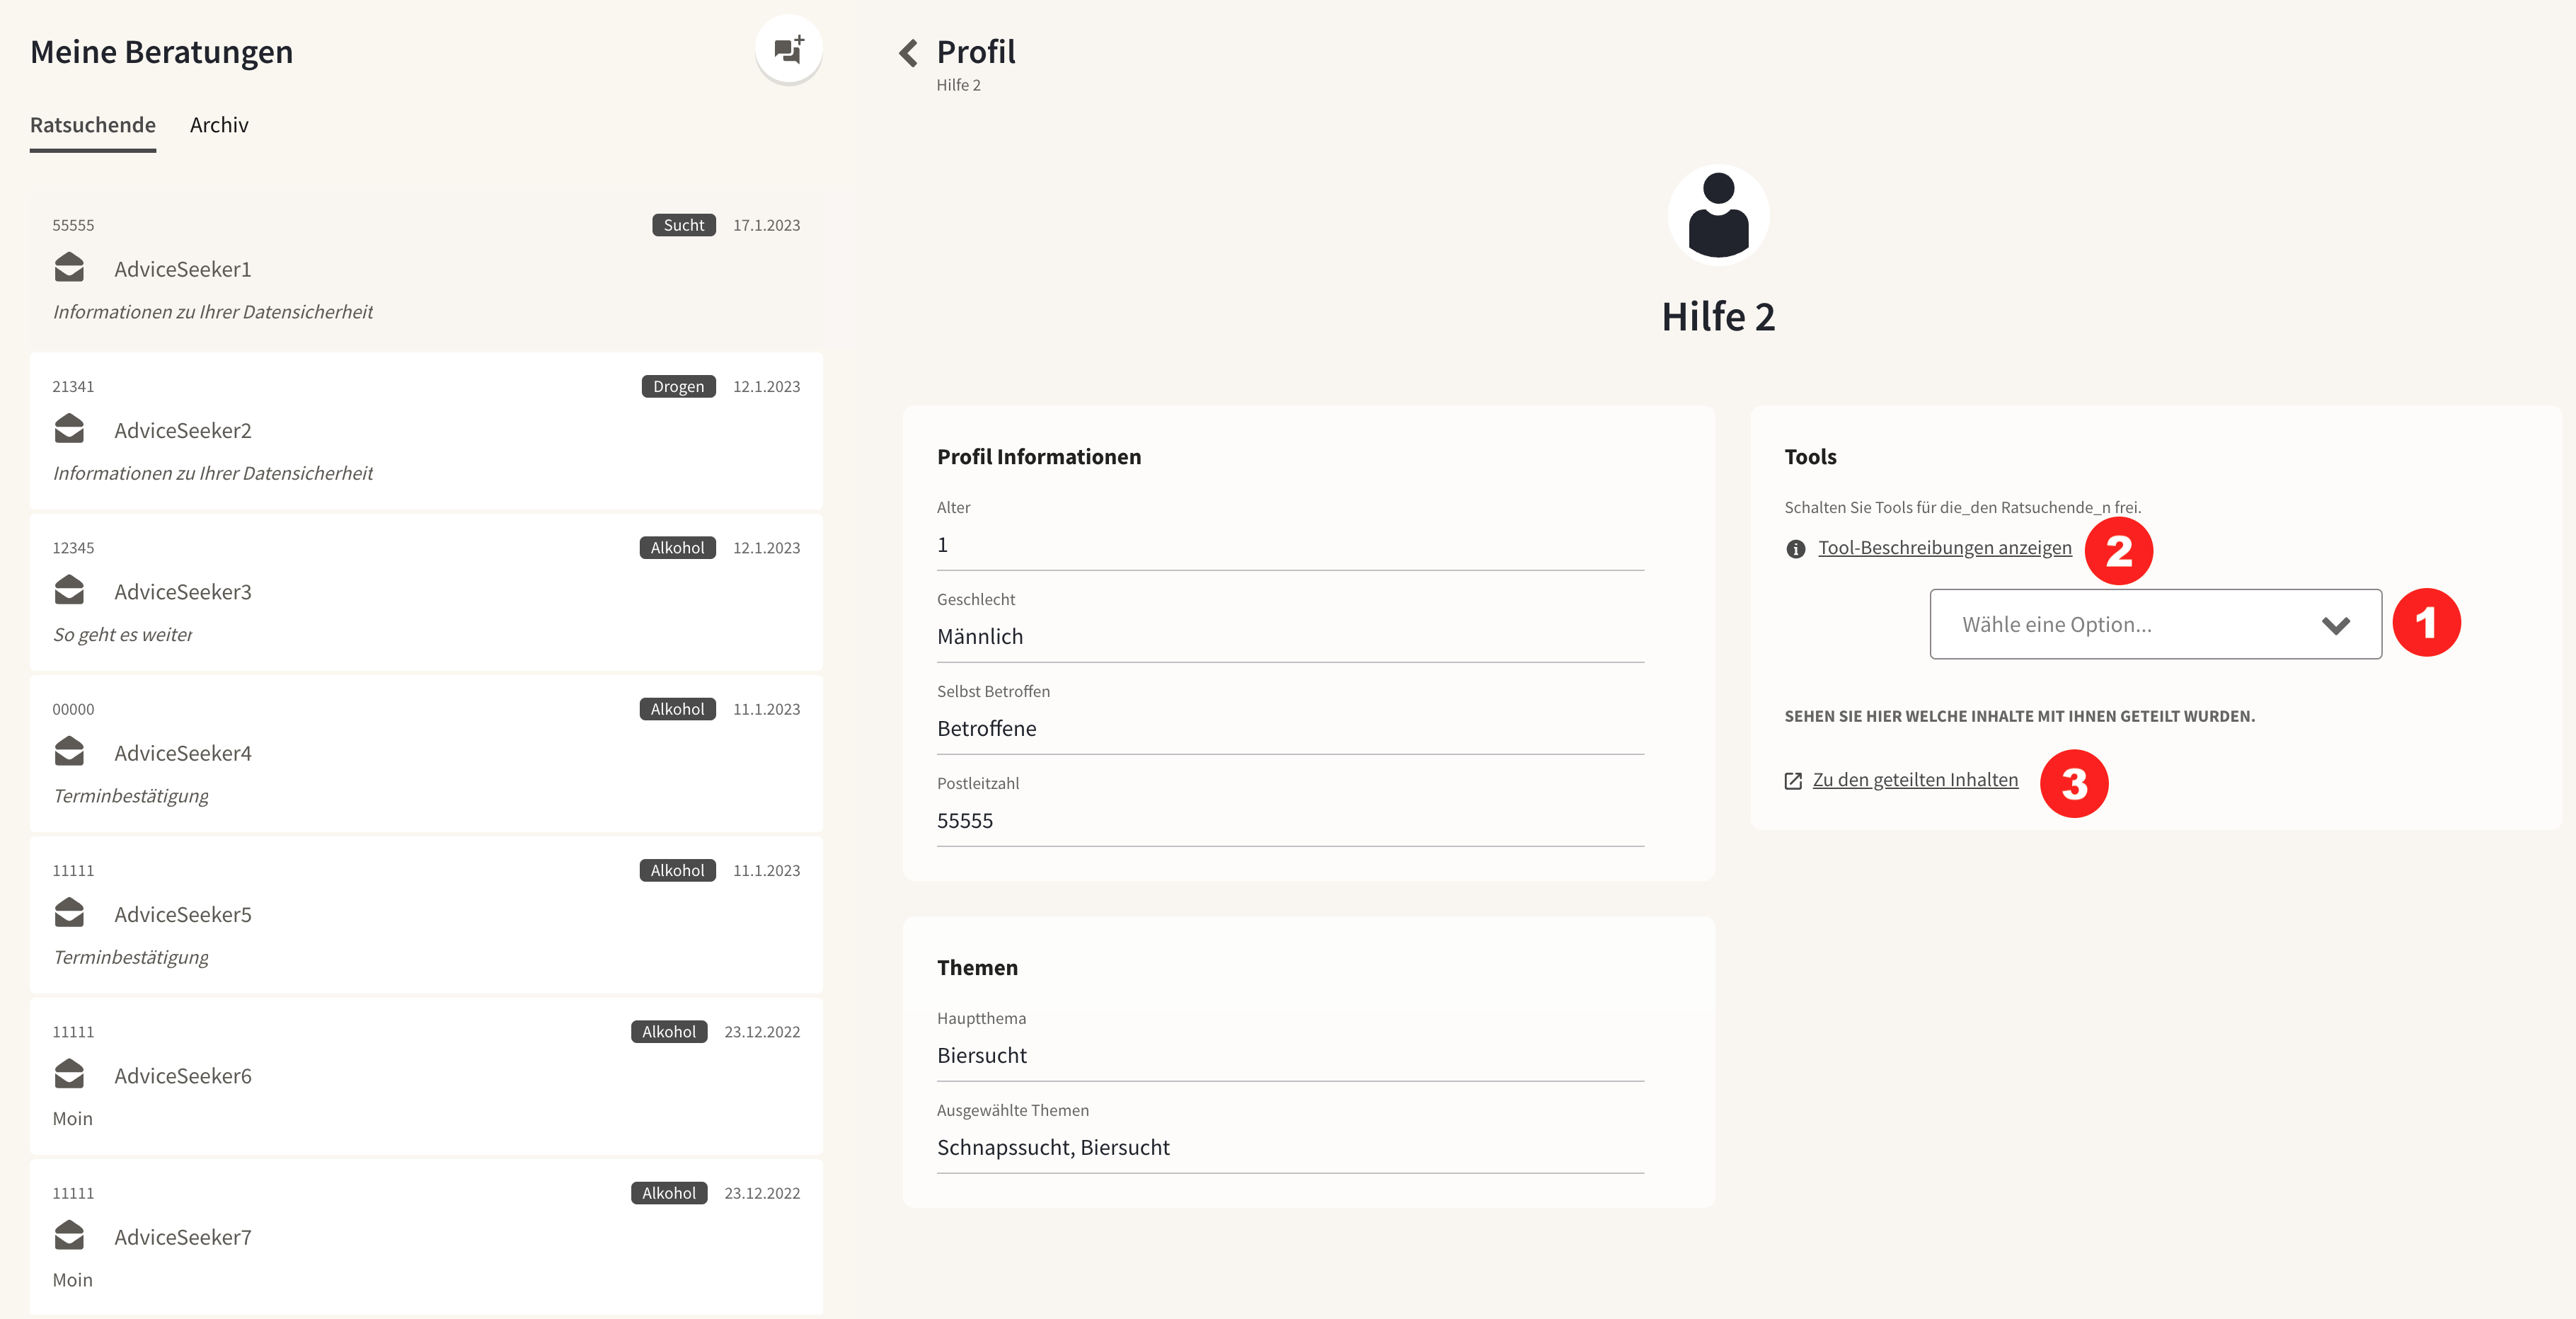 Meine Beratungen
Ratsuchende Archiv
55555 Sucht 17.1.2023
AdviceSeeker1
Informationen zu Ihrer Datensicherheit
21341 Drogen 12.1.2023
AdviceSeeker2
Informationen zu Ihrer Datensicherheit
12345 Alkohol 12.1.2023
AdviceSeeker3
So geht es weiter
00000 Alkohol 11.1.2023
AdviceSeeker4
Terminbestätigung
11111 Alkohol 11.1.2023
AdviceSeeker5
Terminbestätigung
11111 Alkohol 23.12.2022
AdviceSeeker6
Moin
11111 Alkohol 23.12.2022
AdviceSeeker7
Moin
Profil
Hilfe 2
Hilfe 2
Profil Informationen
Alter
1
Geschlecht
Männlich
Selbst Betroffen
Betroffene
Postleitzahl
55555
Themen
Hauptthema
Biersucht
Ausgewählte Themen
Schnapssucht, Biersucht
Tools
Schalten Sie Tools für die_den Ratsuchende_n frei.
Tool-Beschreibungen anzeigen 2
Wähle eine Option... 1
SEHEN SIE HIER WELCHE INHALTE MIT IHNEN GETEILT WURDEN.
Zu den geteilten Inhalten 3